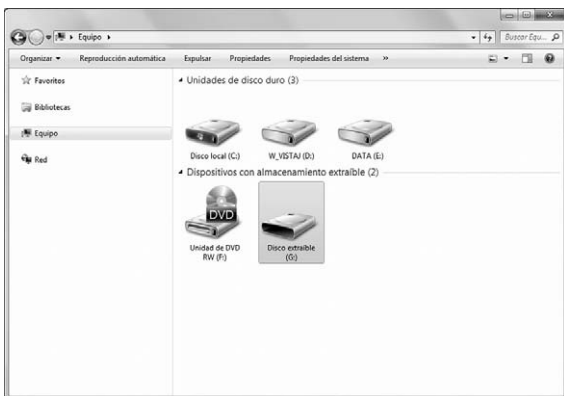 Equipo
Buscar Equ...
Organizar
Reproducción automática
Expulsar
Propiedades
Propiedades del sistema
»
Favoritos
Bibliotecas
Equipo
Red
Unidades de disco duro (3)
Disco local (C:)
W_VISTAJ (D:)
DATA (E:)
Dispositivos con almacenamiento extraíble (2)
DVD
Unidad de DVD
RW (F:)
Disco extraíble
(G:)